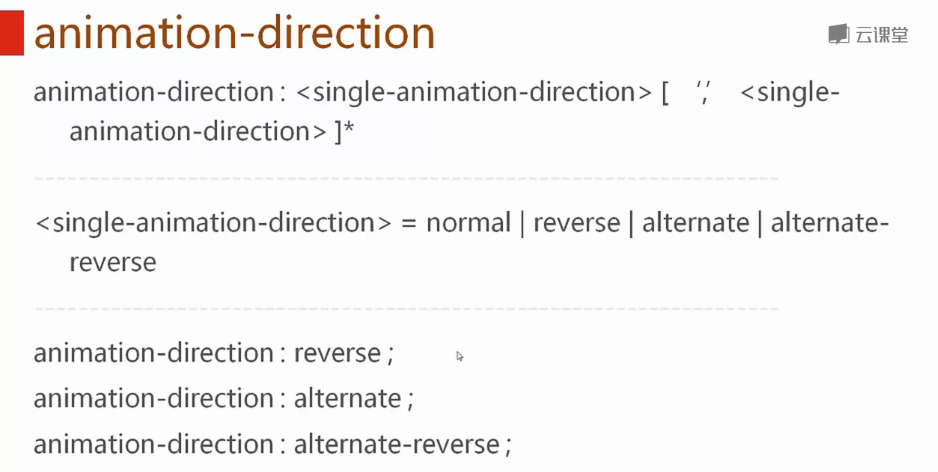 animation-direction
云课堂
animation-direction : <single-animation-direction> [ ‘,’ <single-
animation-direction> ]*
<single-animation-direction> = normal | reverse | alternate | alternate-
reverse
animation-direction : reverse ;
animation-direction : alternate ;
animation-direction : alternate-reverse ;